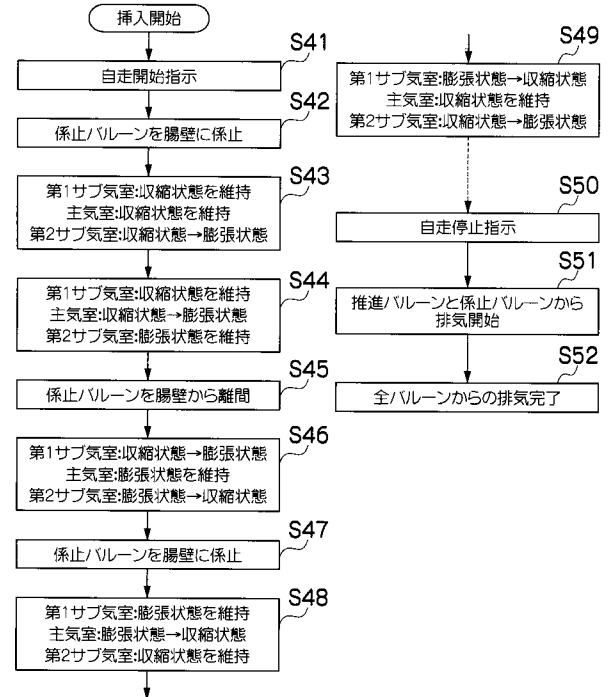 挿入開始
S41
自走開始指示
S42
係止バルーンを腸壁に係止
S43
第1サブ気室:収縮状態を維持
主気室:収縮状態を維持
第2サブ気室:収縮状態→膨張状態
S44
第1サブ気室:収縮状態を維持
主気室:収縮状態→膨張状態
第2サブ気室:膨張状態を維持
S45
係止バルーンを腸壁から離間
S46
第1サブ気室:収縮状態→膨張状態
主気室:膨張状態を維持
第2サブ気室:膨張状態→収縮状態
S47
係止バルーンを腸壁に係止
S48
第1サブ気室:膨張状態を維持
主気室:膨張状態→収縮状態
第2サブ気室:収縮状態を維持
S49
第1サブ気室:膨張状態→収縮状態
主気室:収縮状態を維持
第2サブ気室:収縮状態→膨張状態
S50
自走停止指示
S51
推進バルーンと係止バルーンから
排気開始
S52
全バルーンからの排気完了